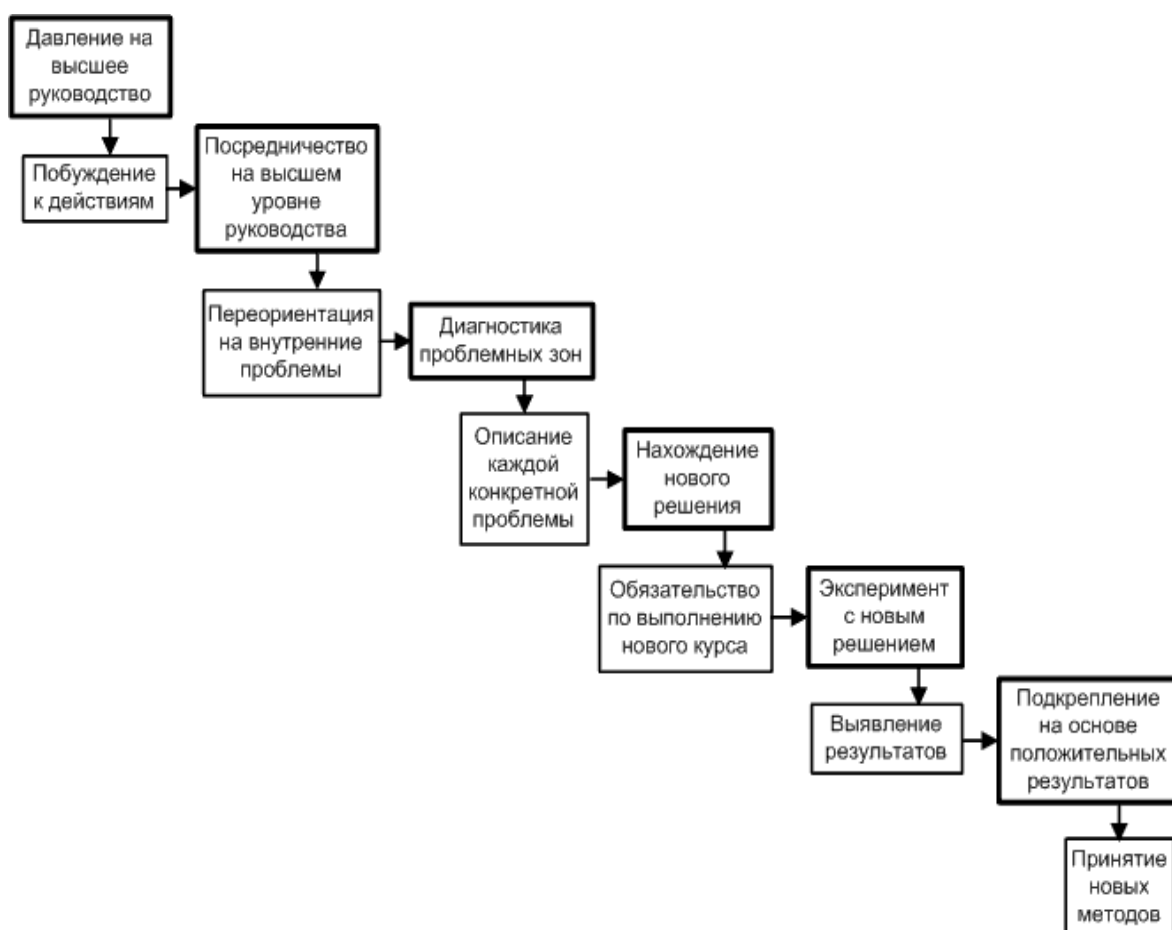 Давление на
высшее
руководство
Побуждение
к действиям
Посредничество
на высшем
уровне
руководства
Переориентация
на внутренние
проблемы
Диагностика
проблемных зон
Описание
каждой
конкретной
проблемы
Нахождение
нового
решения
Обязательство
по выполнению
нового курса
Эксперимент
с новым
решением
Выявление
результатов
Подкрепление
на основе
положительных
результатов
Принятие
новых
методов